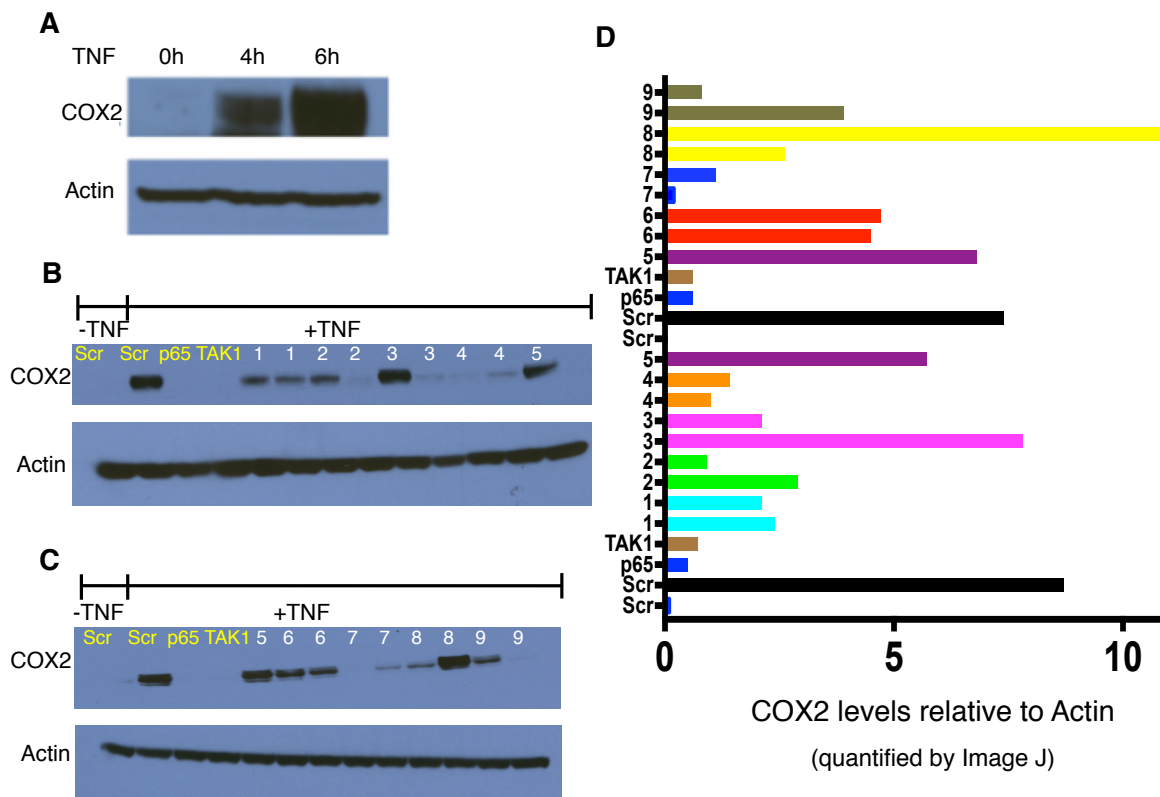 A
TNF 0h 4h 6h
COX2
Actin
B
-TNF +TNF
Scr Scr p65 TAK1 1 1 2 2 3 3 4 4 5
COX2
Actin
C
-TNF +TNF
Scr Scr p65 TAK1 5 6 6 7 7 8 8 9 9
COX2
Actin
D
9
9
8
8
7
7
6
6
5
TAK1
p65
Scr
Scr
5
4
4
3
3
2
2
1
1
TAK1
p65
Scr
Scr
0 5 10
COX2 levels relative to Actin
(quantified by Image J)